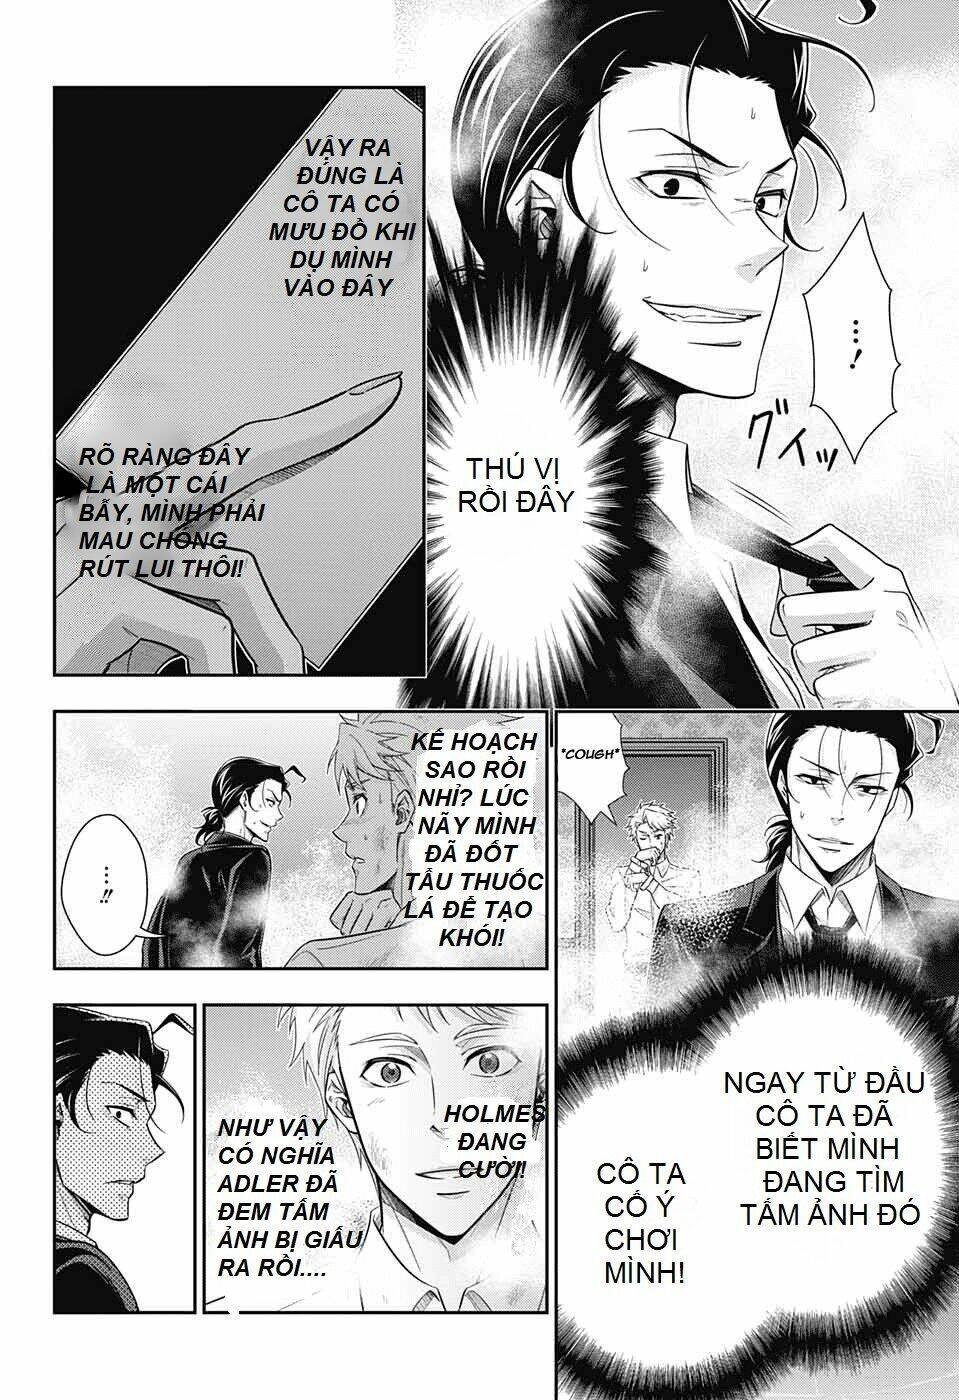 …!
グイッ
THÚ VỊ
RỒI ĐÂY
VẬY RA
ĐÚNG LÀ
CÔ TA CÓ
MƯU ĐỒ KHI
DỤ MÌNH
VÀO ĐÂY
RÕ RÀNG ĐÂY
LÀ MỘT CÁI
BẪY, MÌNH PHẢI
MAU CHÓNG
RÚT LUI THÔI!
*COUGH*
NGAY TỪ ĐẦU
CÔ TA ĐÃ
BIẾT MÌNH
ĐANG TÌM
TẤM ẢNH ĐÓ
CÔ TA
CỐ Ý
CHƠI
MÌNH!
KẾ HOẠCH
SAO RỒI
NHỈ? LÚC
NÃY MÌNH
ĐÃ ĐỐT
TẨU THUỐC
LÁ ĐỂ TẠO
KHÓI!
…!!
HOLMES
ĐANG
CƯỜI!
NHƯ VẬY
CÓ NGHĨA
ADLER ĐÃ
ĐEM TẤM
ẢNH BỊ GIẤU
RA RỒI....